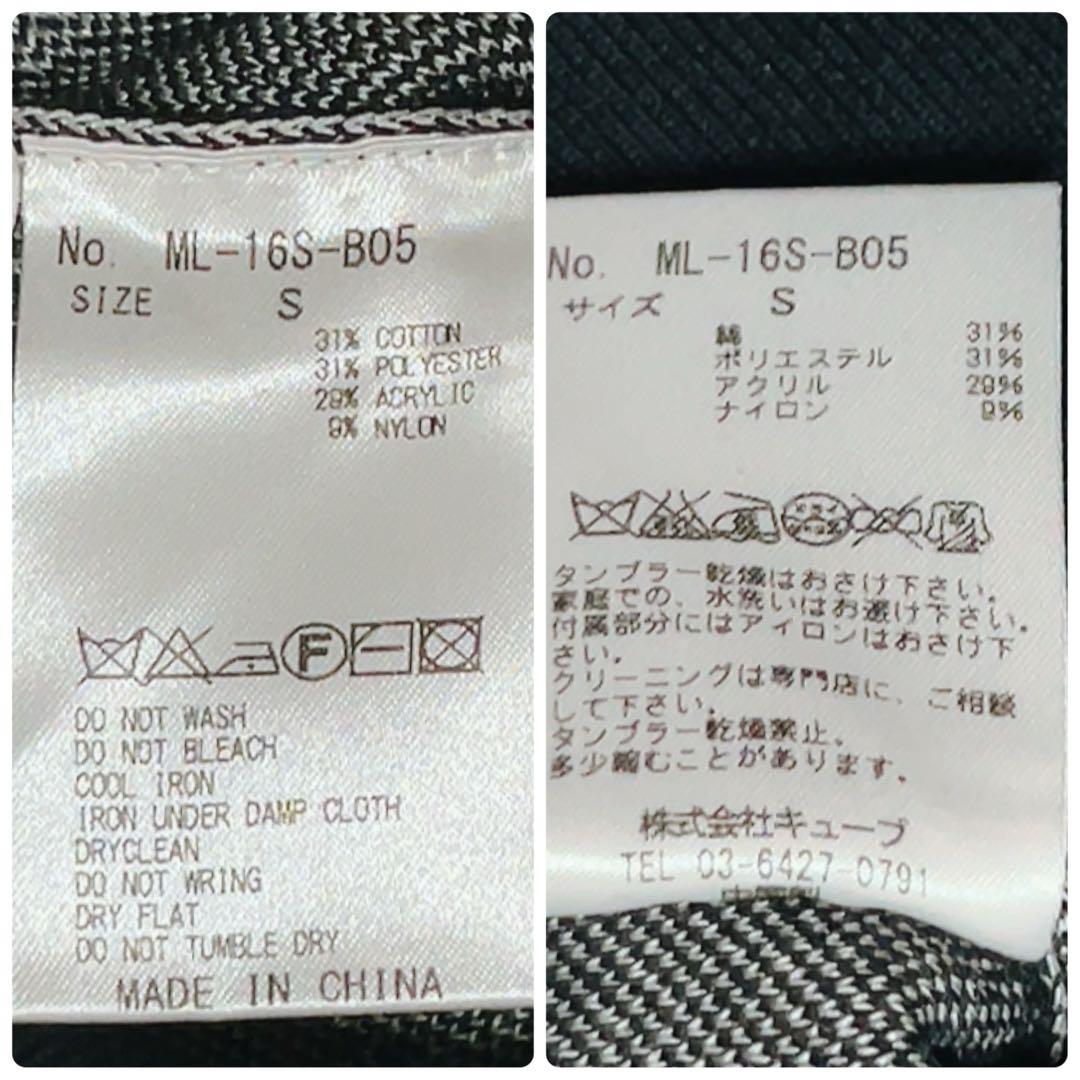 No. ML-16S-B05
SIZE S
31% COTTON
31% POLYESTER
29% ACRYLIC
9% NYLON
F
DO NOT WASH
DO NOT BLEACH
COOL IRON
IRON UNDER DAMP CLOTH
DRYCLEAN
DO NOT WRING
DRY FLAT
DO NOT TUMBLE DRY
MADE IN CHINA
No. ML-16S-B05
サイズ S
綿 31%
ポリエステル 31%
アクリル 29%
ナイロン 9%
タンブラー乾燥はおさけ下さい。
家庭での、水洗いはお避け下さい。
付属部分にはアイロンはおさけ下
さい。
クリーニングは専門店に、ご相談
して下さい。
タンブラー乾燥禁止。
多少縮むことがあります。
株式会社キューブ
TEL 03-6427-0791
中国製